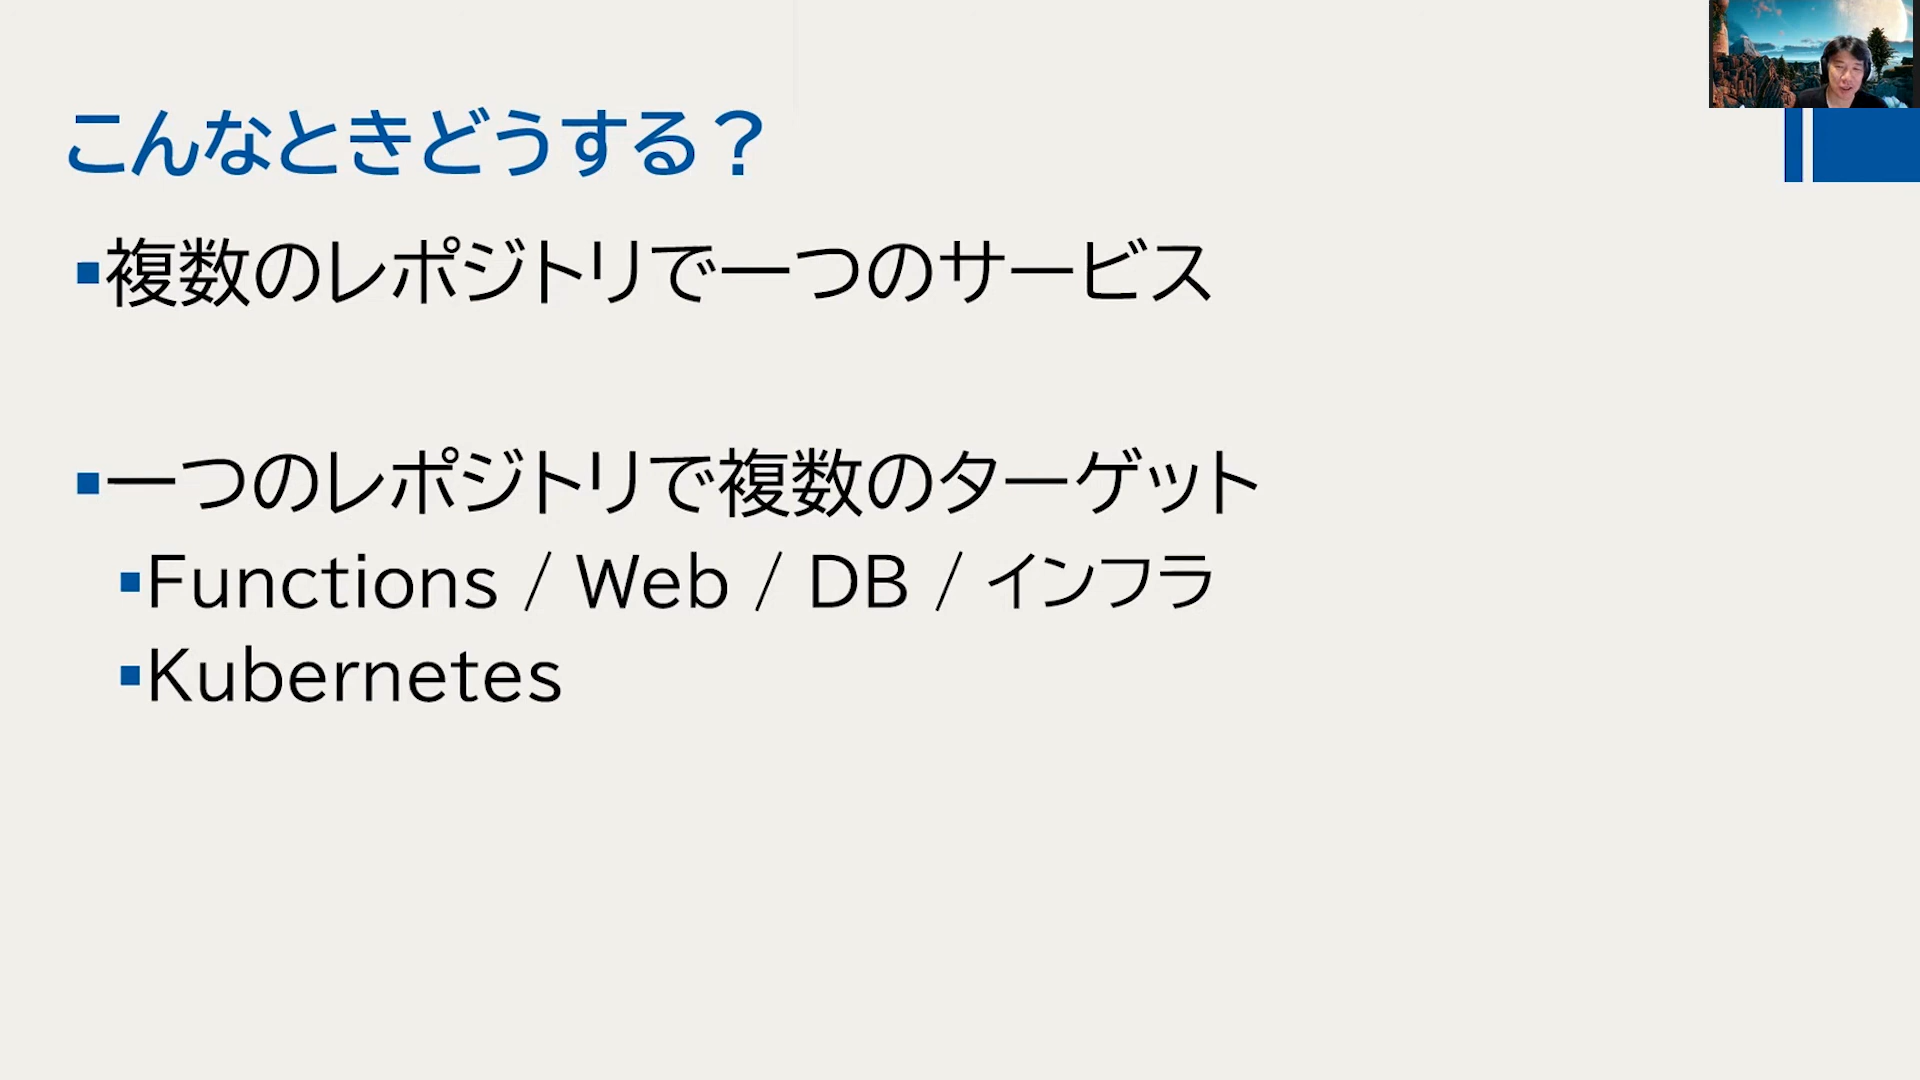 こんなときどうする？
▪複数のレポジトリで一つのサービス
▪一つのレポジトリで複数のターゲット
▪Functions / Web / DB / インフラ
▪Kubernetes